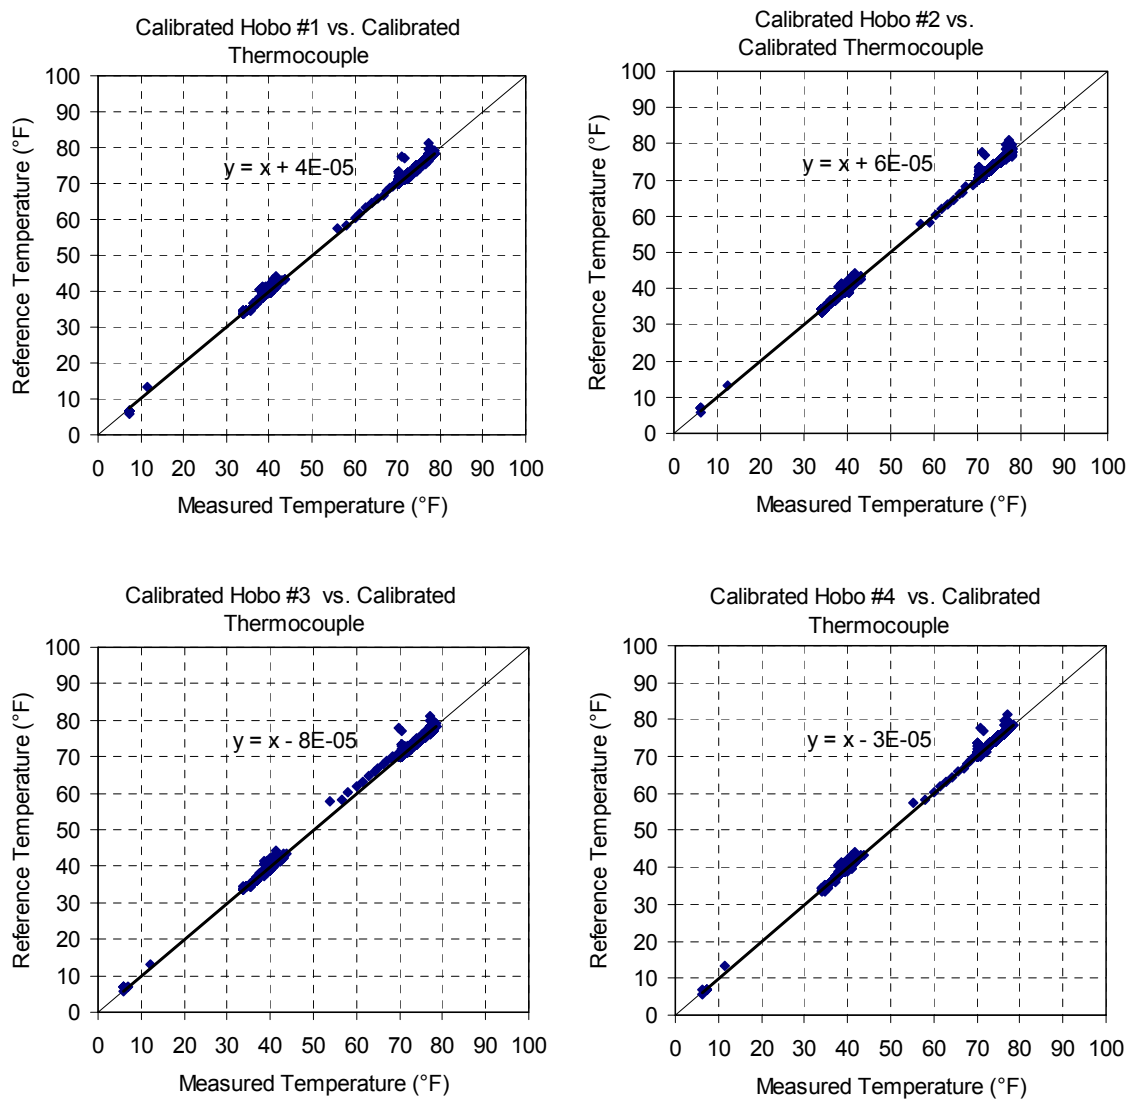 Calibrated Hobo #1 vs. Calibrated
Thermocouple
100
90
80
70
60
50
40
30
20
10
0
Reference Temperature (°F)
y = x + 4E-05
0 10 20 30 40 50 60 70 80 90 100
Measured Temperature (°F)
Calibrated Hobo #2 vs.
Calibrated Thermocouple
100
90
80
70
60
50
40
30
20
10
0
Reference Temperature (°F)
y = x + 6E-05
0 10 20 30 40 50 60 70 80 90 100
Measured Temperature (°F)
Calibrated Hobo #3 vs. Calibrated
Thermocouple
100
90
80
70
60
50
40
30
20
10
0
Reference Temperature (°F)
y = x - 8E-05
0 10 20 30 40 50 60 70 80 90 100
Measured Temperature (°F)
Calibrated Hobo #4 vs. Calibrated
Thermocouple
100
90
80
70
60
50
40
30
20
10
0
Reference Temperature (°F)
y = x - 3E-05
0 10 20 30 40 50 60 70 80 90 100
Measured Temperature (°F)